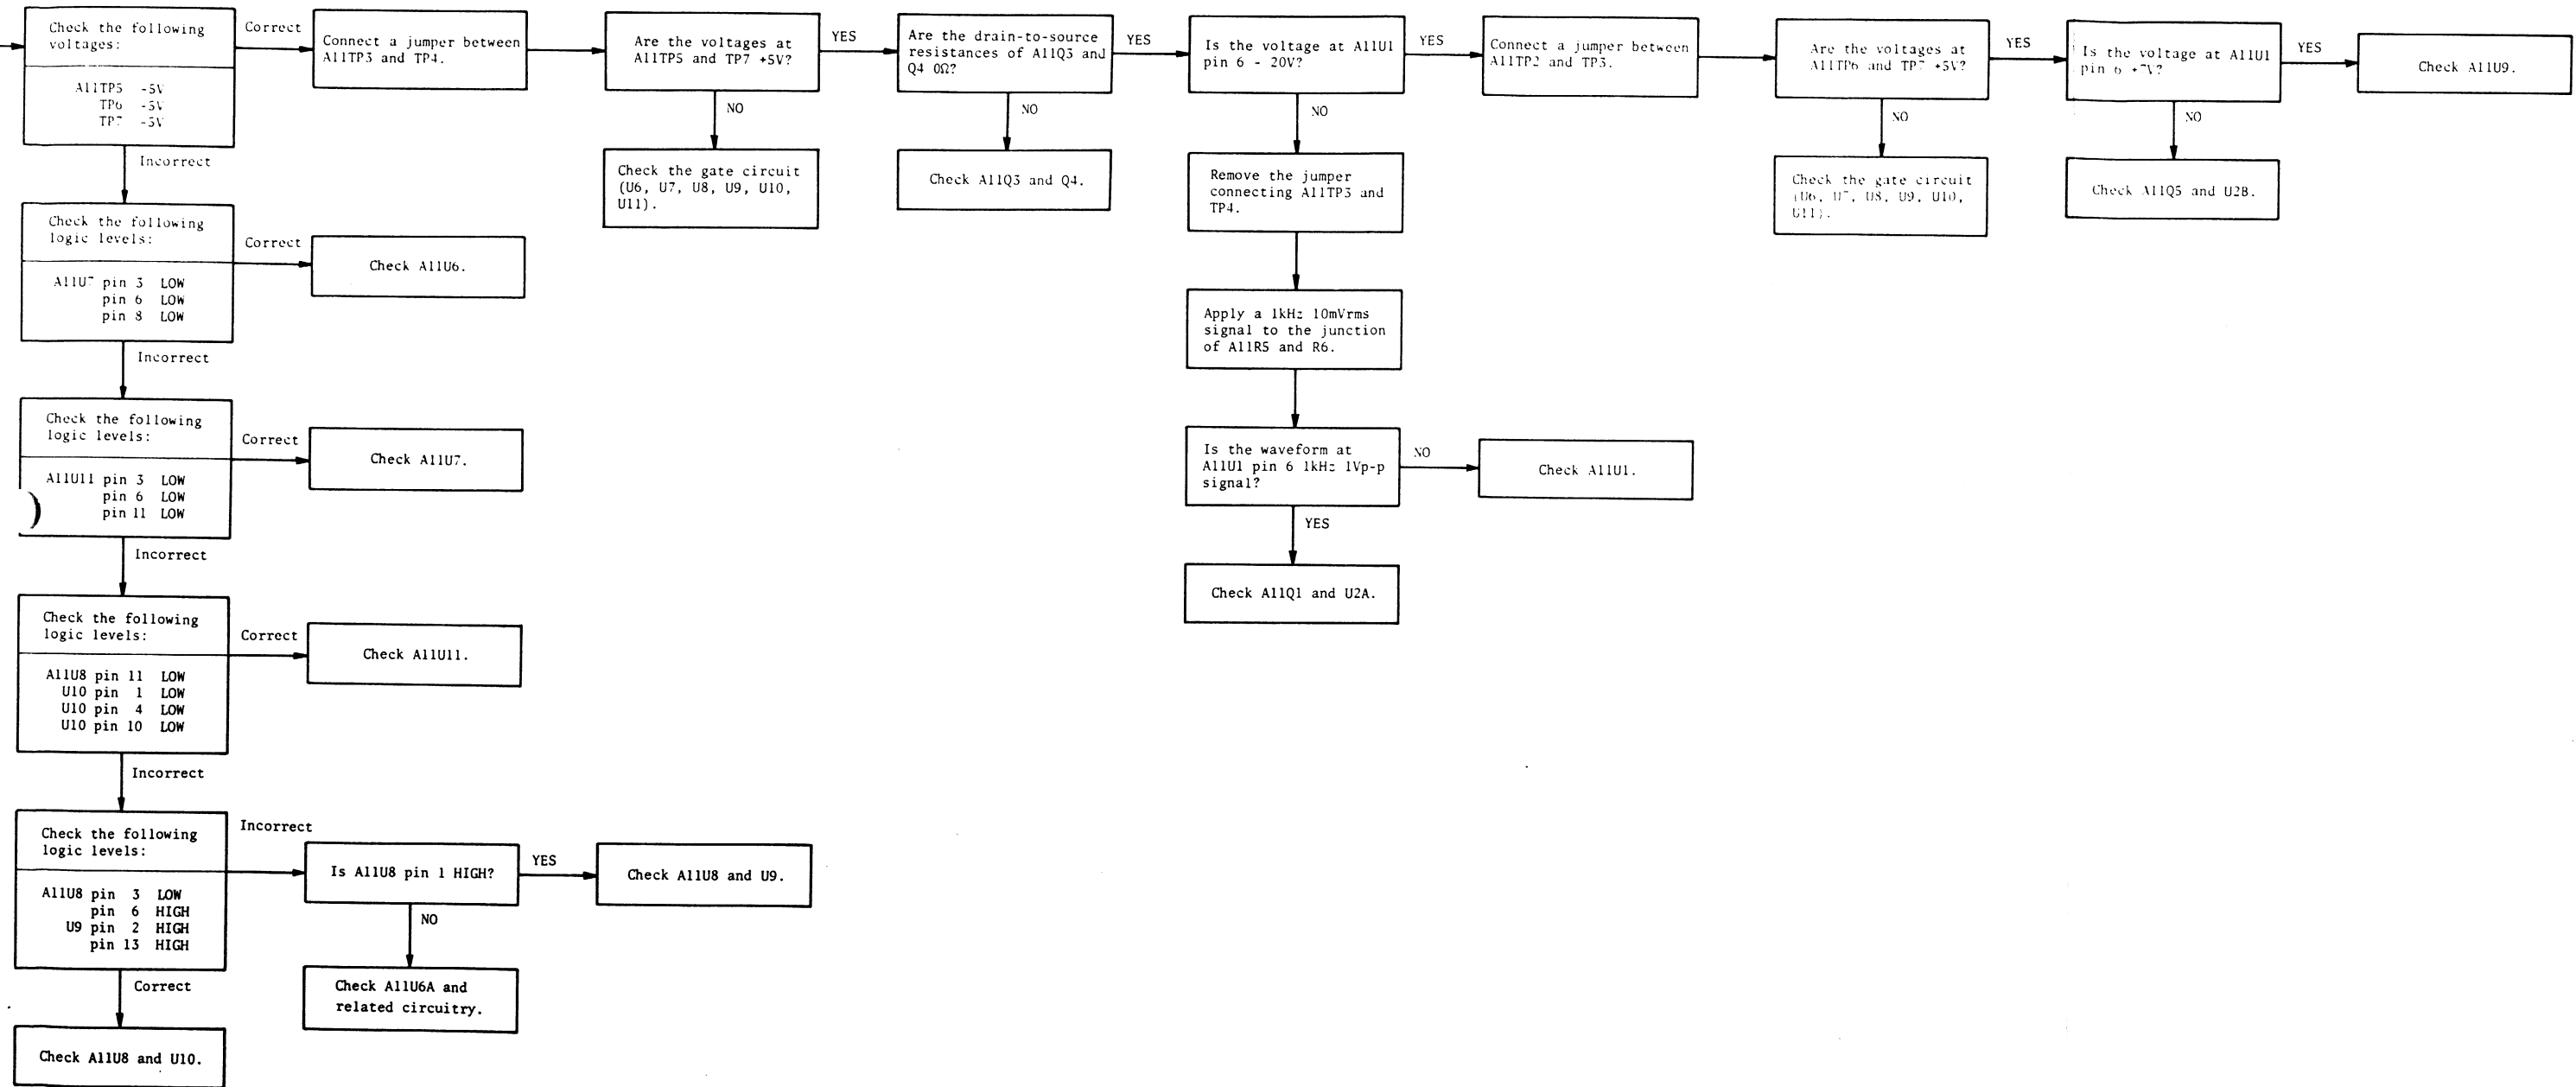 Check the following
voltages:
A11TP5 -5V
TP6 -5V
TP7 -5V
Correct
Incorrect
Connect a jumper between
A11TP3 and TP4.
Are the voltages at
A11TP5 and TP7 +5V?
YES
NO
Check the gate circuit
(U6, U7, U8, U9, U10,
U11).
Are the drain-to-source
resistances of A11Q3 and
Q4 0Ω?
YES
NO
Check A11Q3 and Q4.
Is the voltage at A11U1
pin 6 - 20V?
YES
NO
Remove the jumper
connecting A11TP3 and
TP4.
Apply a 1kHz 10mVrms
signal to the junction
of A11R5 and R6.
Is the waveform at
A11U1 pin 6 1kHz 1Vp-p
signal?
NO
Check A11U1.
YES
Check A11Q1 and U2A.
Connect a jumper between
A11TP2 and TP3.
Are the voltages at
A11TP6 and TP7 +5V?
YES
NO
Check the gate circuit
(U6, U7, U8, U9, U10,
U11).
Is the voltage at A11U1
pin 6 +7V?
YES
NO
Check A11Q5 and U2B.
Check A11U9.
Check the following
logic levels:
A11U7 pin 3 LOW
pin 6 LOW
pin 8 LOW
Correct
Check A11U6.
Incorrect
Check the following
logic levels:
A11U11 pin 3 LOW
pin 6 LOW
pin 11 LOW
Correct
Check A11U7.
Incorrect
Check the following
logic levels:
A11U8 pin 11 LOW
U10 pin 1 LOW
U10 pin 4 LOW
U10 pin 10 LOW
Correct
Check A11U11.
Incorrect
Check the following
logic levels:
A11U8 pin 3 LOW
pin 6 HIGH
U9 pin 2 HIGH
pin 13 HIGH
Incorrect
Is A11U8 pin 1 HIGH?
YES
Check A11U8 and U9.
NO
Check A11U6A and
related circuitry.
Correct
Check A11U8 and U10.